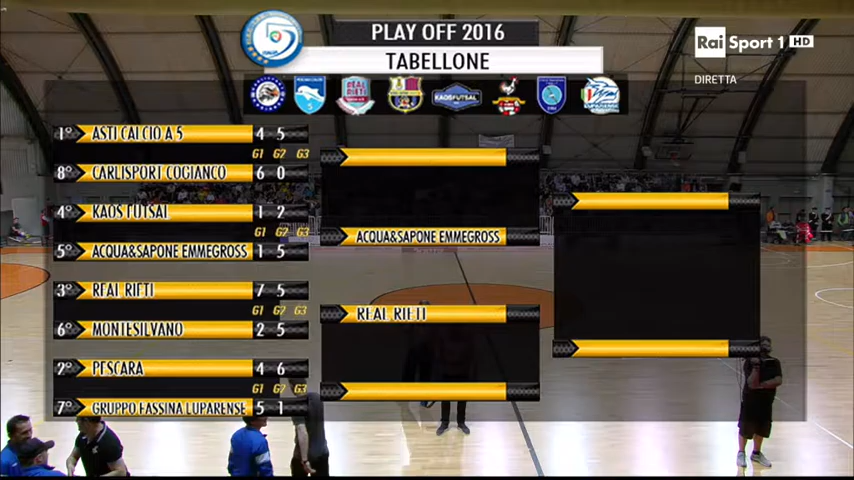 PLAY OFF 2016
TABELLONE
Rai Sport 1 HD
DIRETTA
1° ASTI CALCIO A 5 4 5
G1 G2 G3
8° CARLISPORT COGIANCO 6 0
4° KAOS FUTSAL 1 2
G1 G2 G3
5° ACQUA&SAPONE EMMEGROSS 1 5
ACQUA&SAPONE EMMEGROSS
3° REAL RIETI 7 5
G1 G2 G3
6° MONTESILVANO 2 5
REAL RIETI
2° PESCARA 4 6
G1 G2 G3
7° GRUPPO FASSINA LUPARENSE 5 1
REAL RIETI
KAOS FUTSAL
LUPARENSE